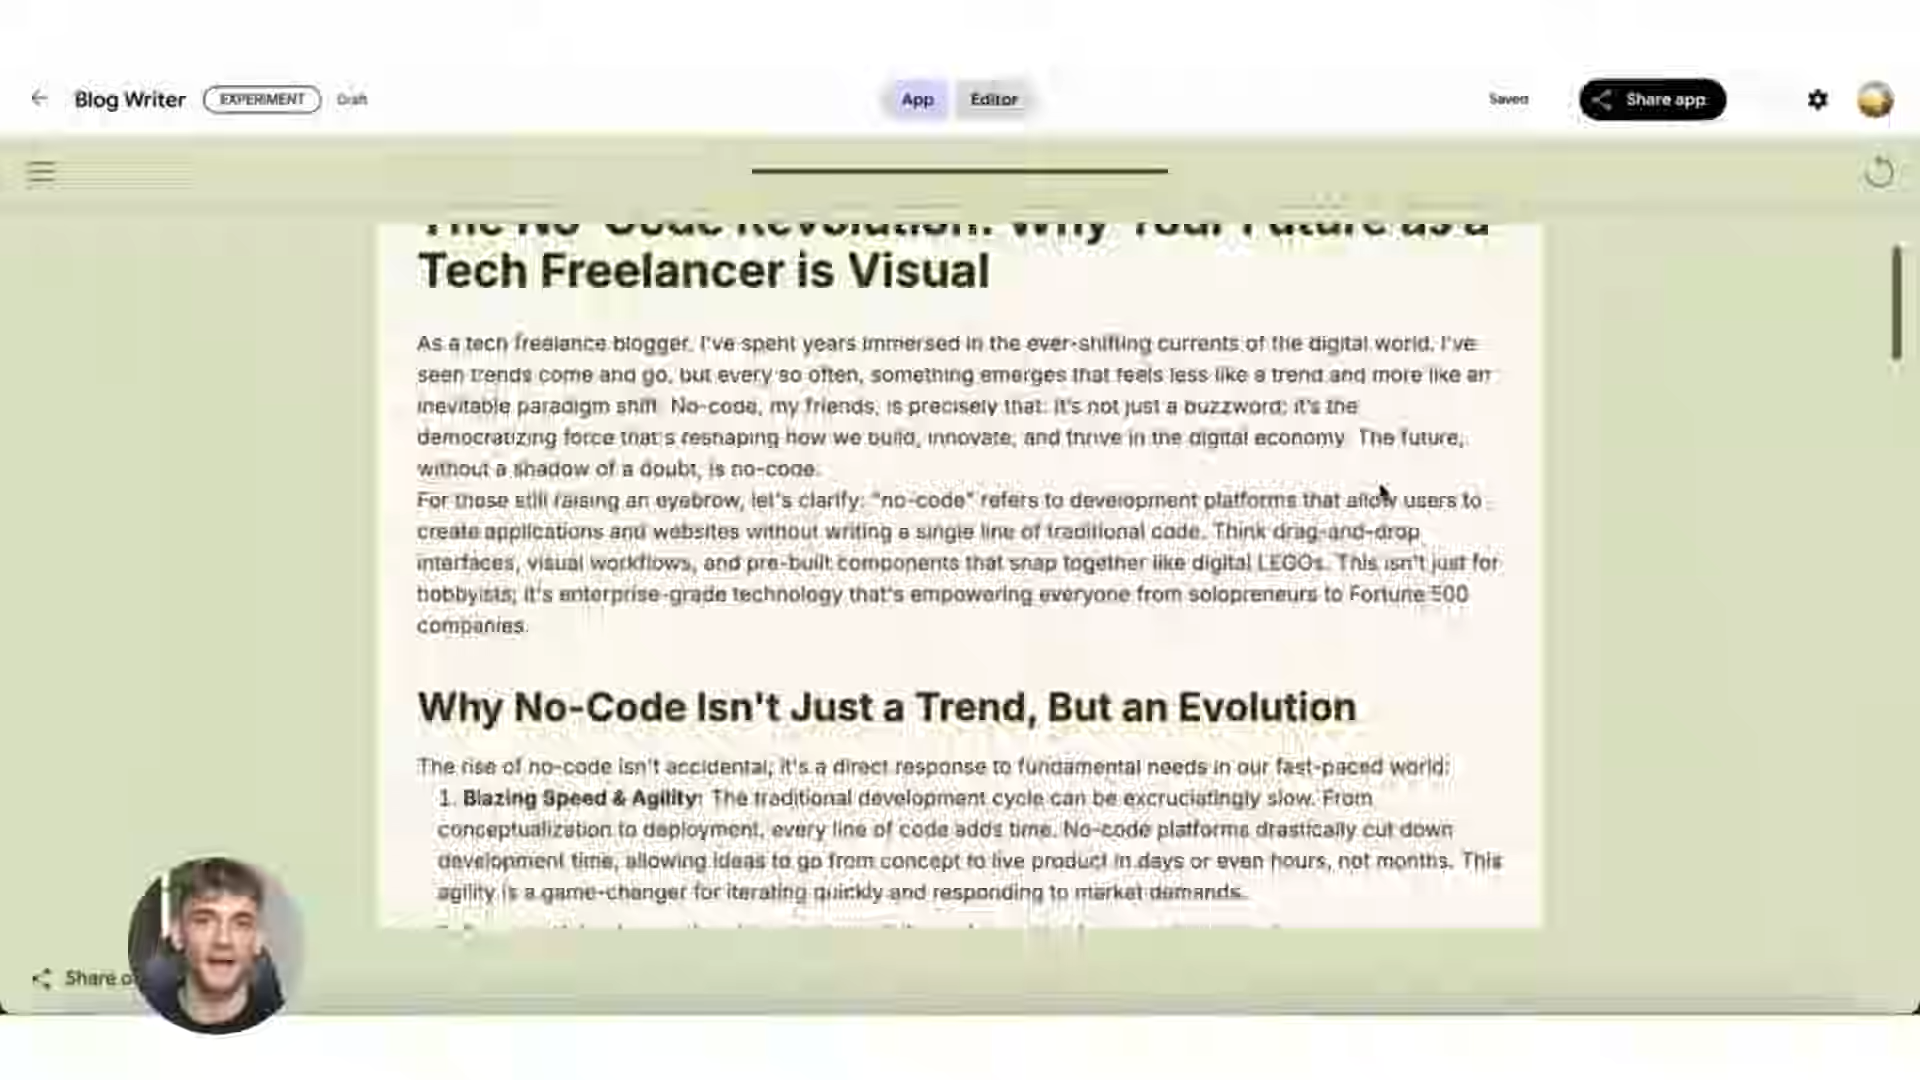 Blog Writer EXPERIMENT Draft App Editor Saved Share app
The No-Code Revolution: Why Your Future as a
Tech Freelancer is Visual
As a tech freelance blogger, I've spent years immersed in the ever-shifting currents of the digital world. I've
seen trends come and go, but every so often, something emerges that feels less like a trend and more like an
inevitable paradigm shift. No-code, my friends, is precisely that. It's not just a buzzword; it's the
democratizing force that's reshaping how we build, innovate, and thrive in the digital economy. The future,
without a shadow of a doubt, is no-code.
For those still raising an eyebrow, let's clarify: "no-code" refers to development platforms that allow users to
create applications and websites without writing a single line of traditional code. Think drag-and-drop
interfaces, visual workflows, and pre-built components that snap together like digital LEGOs. This isn't just for
hobbyists; it's enterprise-grade technology that's empowering everyone from solopreneurs to Fortune 500
companies.
Why No-Code Isn't Just a Trend, But an Evolution
The rise of no-code isn't accidental; it's a direct response to fundamental needs in our fast-paced world:
1. Blazing Speed & Agility: The traditional development cycle can be excruciatingly slow. From
conceptualization to deployment, every line of code adds time. No-code platforms drastically cut down
development time, allowing ideas to go from concept to live product in days or even hours, not months. This
agility is a game-changer for iterating quickly and responding to market demands.
Share